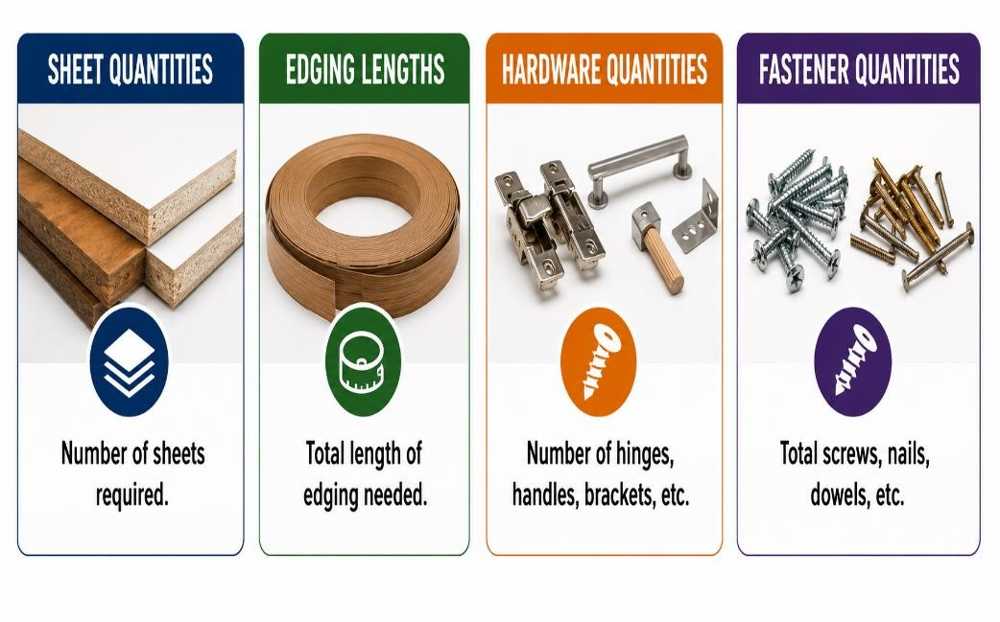 SHEET QUANTITIES
Number of sheets
required.
EDGING LENGTHS
Total length of
edging needed.
HARDWARE QUANTITIES
Number of hinges,
handles, brackets, etc.
FASTENER QUANTITIES
Total screws, nails,
dowels, etc.